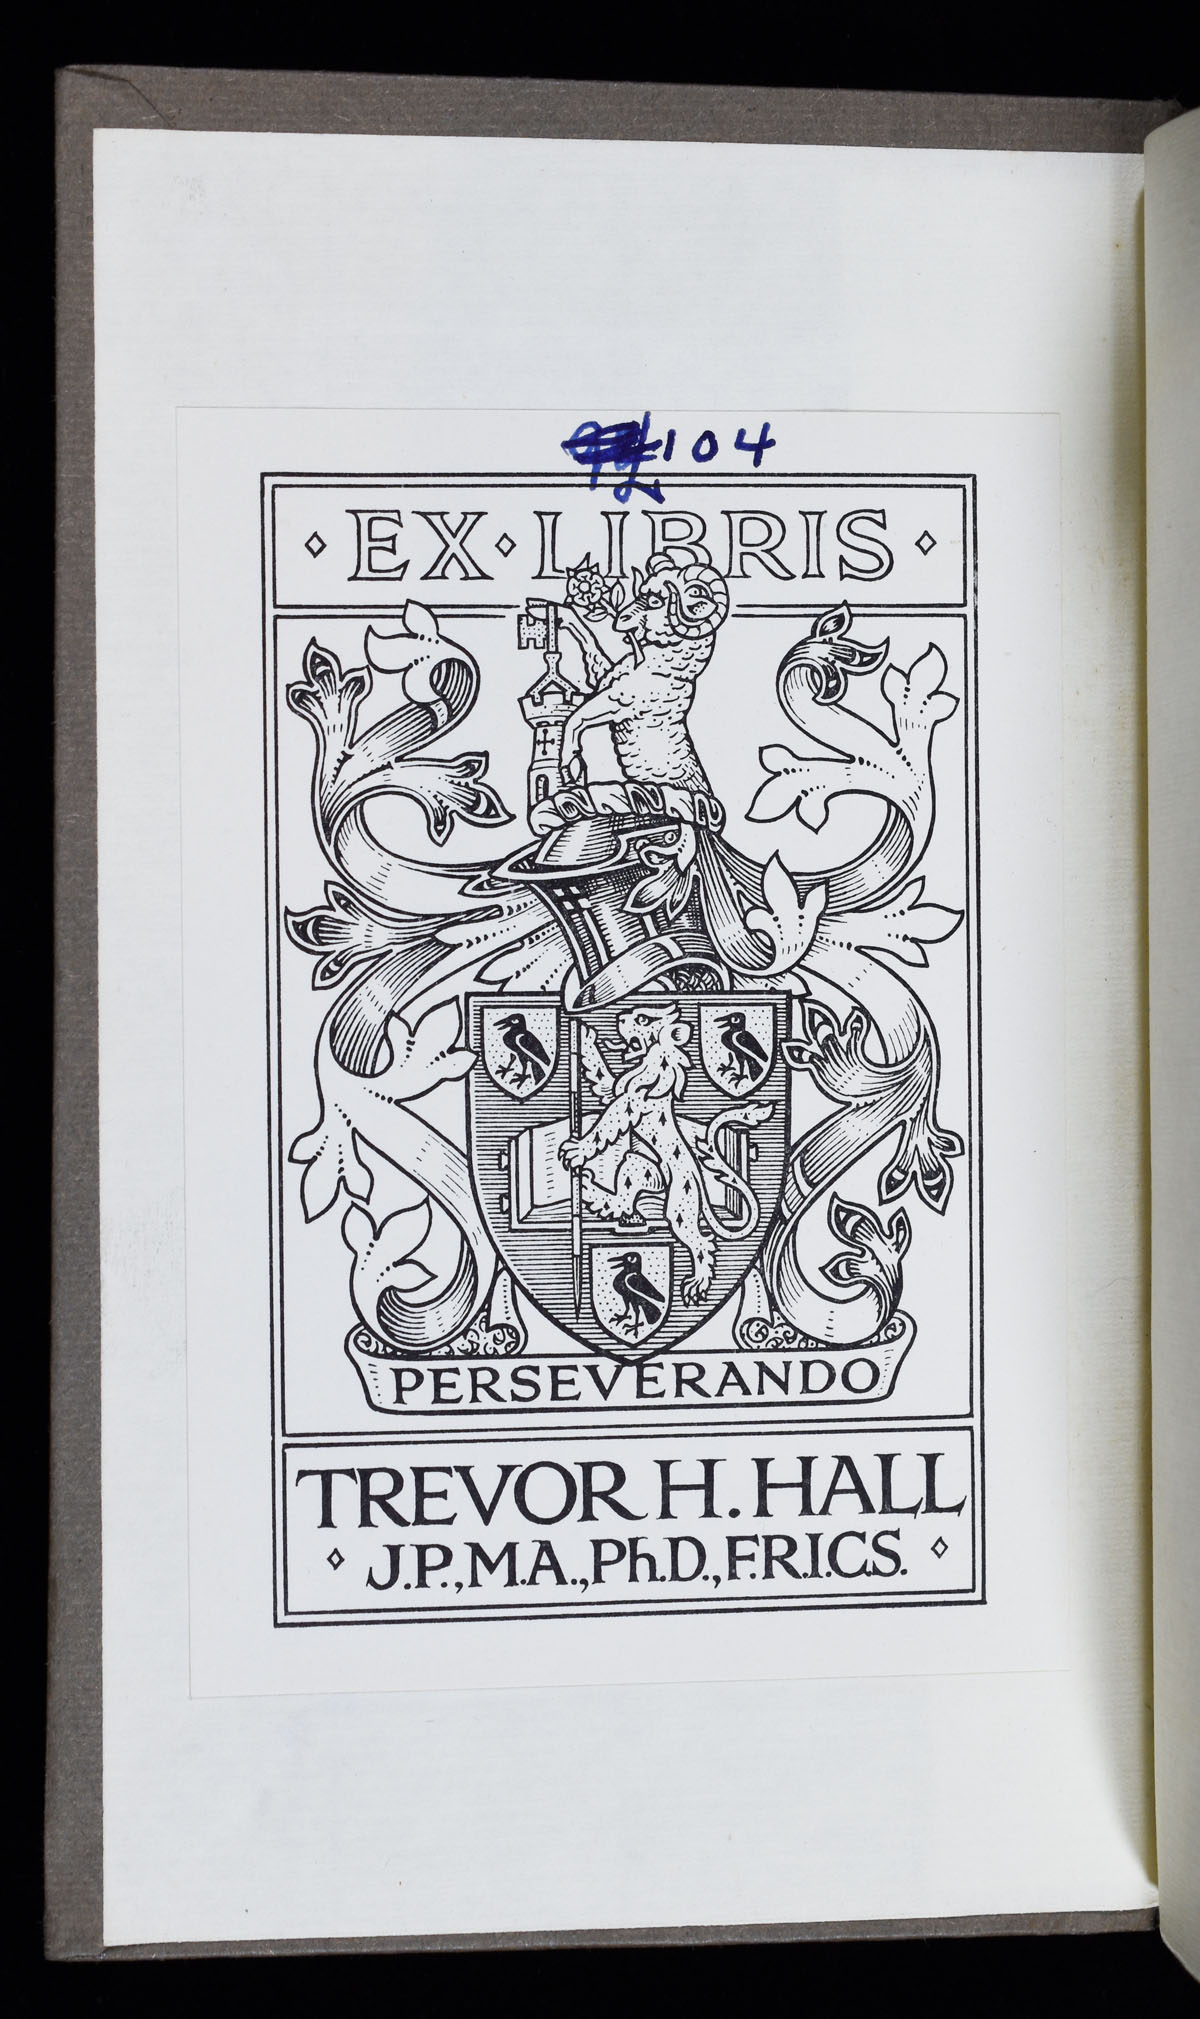 104
·EX·LIBRIS·
PERSEVERANDO
TREVOR H. HALL
J.P., M.A., Ph.D., F.R.I.C.S.